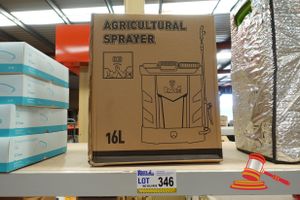 AGRICULTURAL
SPRAYER
16L
LOT 346